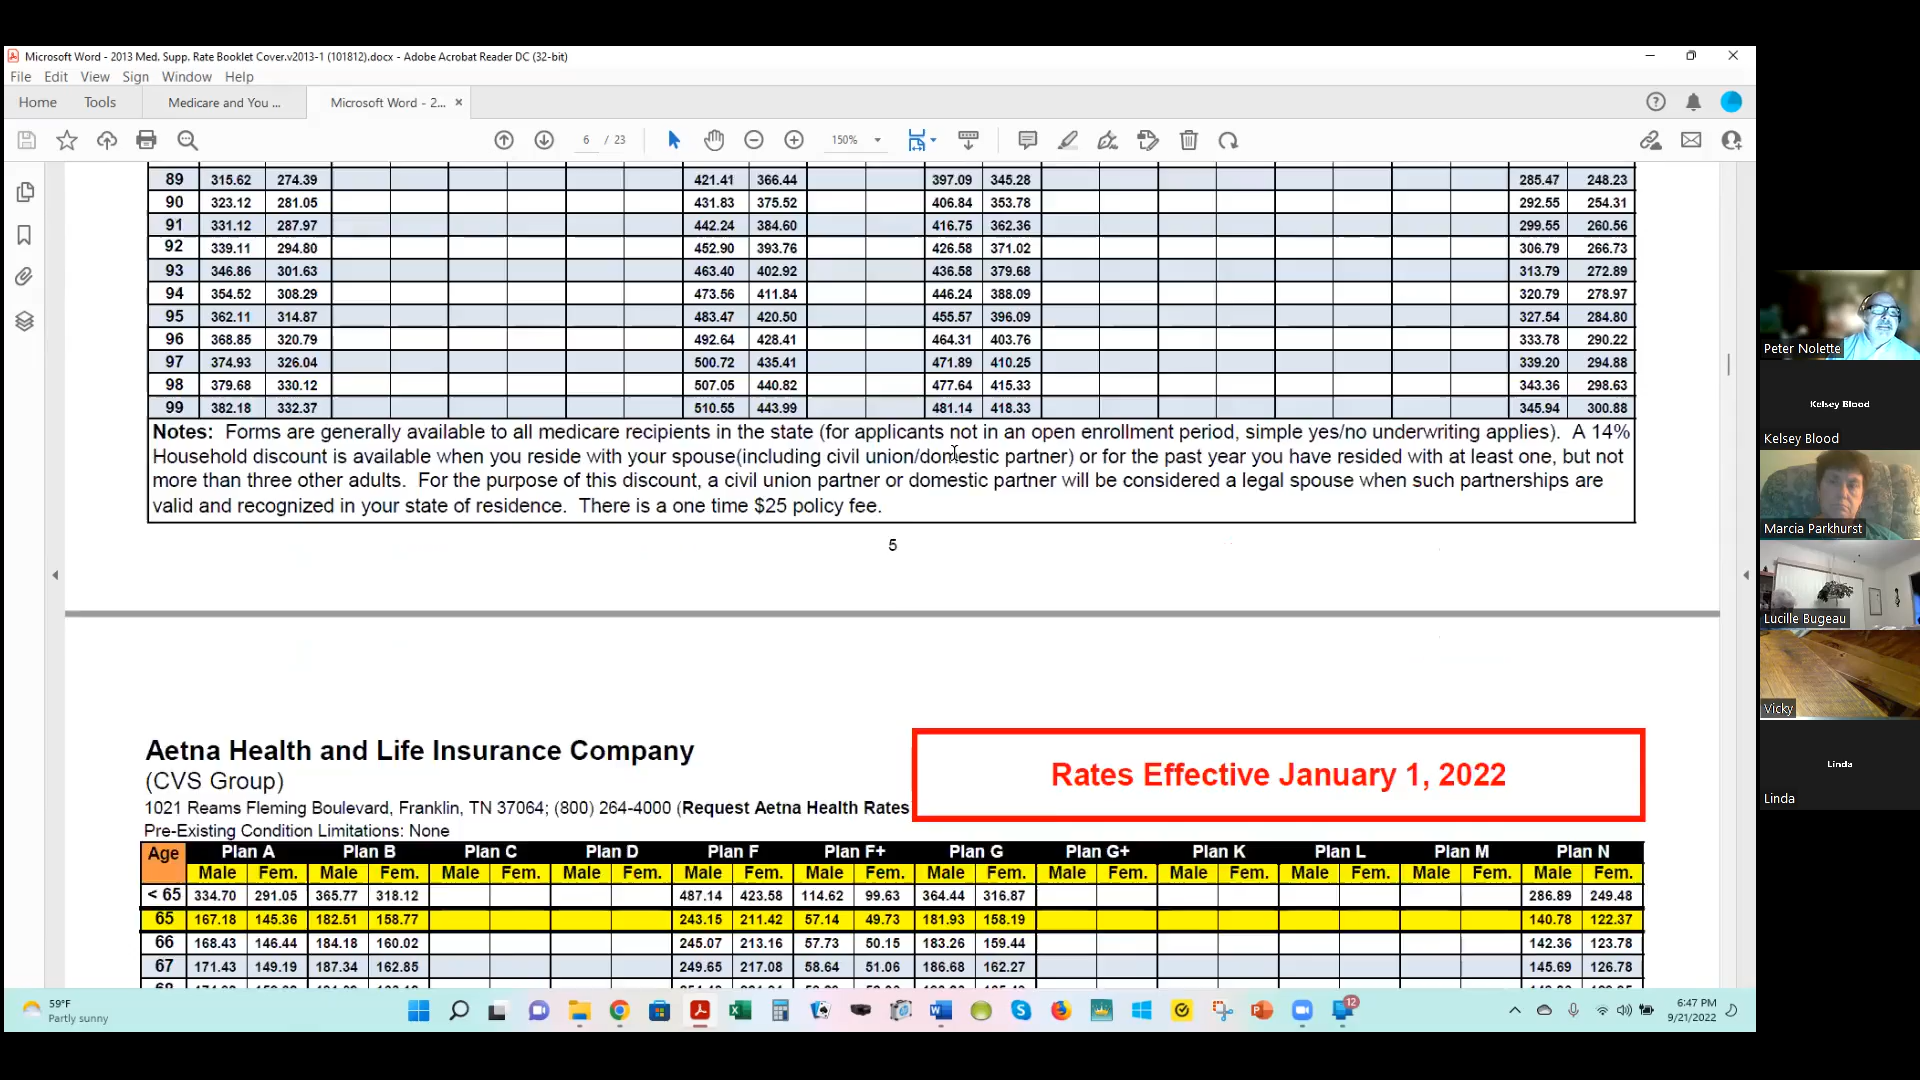 Microsoft Word - 2013 Med. Supp. Rate Booklet Cover.v2013-1 (101812).docx - Adobe Acrobat Reader DC (32-bit)
File Edit View Sign Window Help
Home Tools Medicare and You ... Microsoft Word - 2... ×
6 / 23 150%
89 315.62 274.39 421.41 366.44 397.09 345.28 285.47 248.23
90 323.12 281.05 431.83 375.52 406.84 353.78 292.55 254.31
91 331.12 287.97 442.24 384.60 416.75 362.36 299.55 260.56
92 339.11 294.80 452.90 393.76 426.58 371.02 306.79 266.73
93 346.86 301.63 463.40 402.92 436.58 379.68 313.79 272.89
94 354.52 308.29 473.56 411.84 446.24 388.09 320.79 278.97
95 362.11 314.87 483.47 420.50 455.57 396.09 327.54 284.80
96 368.85 320.79 492.64 428.41 464.31 403.76 333.78 290.22
97 374.93 326.04 500.72 435.41 471.89 410.25 339.20 294.88
98 379.68 330.12 507.05 440.82 477.64 415.33 343.36 298.63
99 382.18 332.37 510.55 443.99 481.14 418.33 345.94 300.88
Notes: Forms are generally available to all medicare recipients in the state (for applicants not in an open enrollment period, simple yes/no underwriting applies). A 14%
Household discount is available when you reside with your spouse(including civil union/domestic partner) or for the past year you have resided with at least one, but not
more than three other adults. For the purpose of this discount, a civil union partner or domestic partner will be considered a legal spouse when such partnerships are
valid and recognized in your state of residence. There is a one time $25 policy fee.
5
Aetna Health and Life Insurance Company
(CVS Group)
1021 Reams Fleming Boulevard, Franklin, TN 37064; (800) 264-4000 (Request Aetna Health Rates
Pre-Existing Condition Limitations: None
Rates Effective January 1, 2022
Age Plan A Plan B Plan C Plan D Plan F Plan F+ Plan G Plan G+ Plan K Plan L Plan M Plan N
Male Fem. Male Fem. Male Fem. Male Fem. Male Fem. Male Fem. Male Fem. Male Fem. Male Fem. Male Fem. Male Fem. Male Fem.
< 65 334.70 291.05 365.77 318.12 487.14 423.58 114.62 99.63 364.44 316.87 286.89 249.48
65 167.18 145.36 182.51 158.77 243.15 211.42 57.14 49.73 181.93 158.19 140.78 122.37
66 168.43 146.44 184.18 160.02 245.07 213.16 57.73 50.15 183.26 159.44 142.36 123.78
67 171.43 149.19 187.34 162.85 249.65 217.08 58.64 51.06 186.68 162.27 145.69 126.78
59°F
Partly sunny
12
6:47 PM
9/21/2022
Peter Nolette
Kelsey Blood
Kelsey Blood
Marcia Parkhurst
Lucille Bugeau
Vicky
Linda
Linda